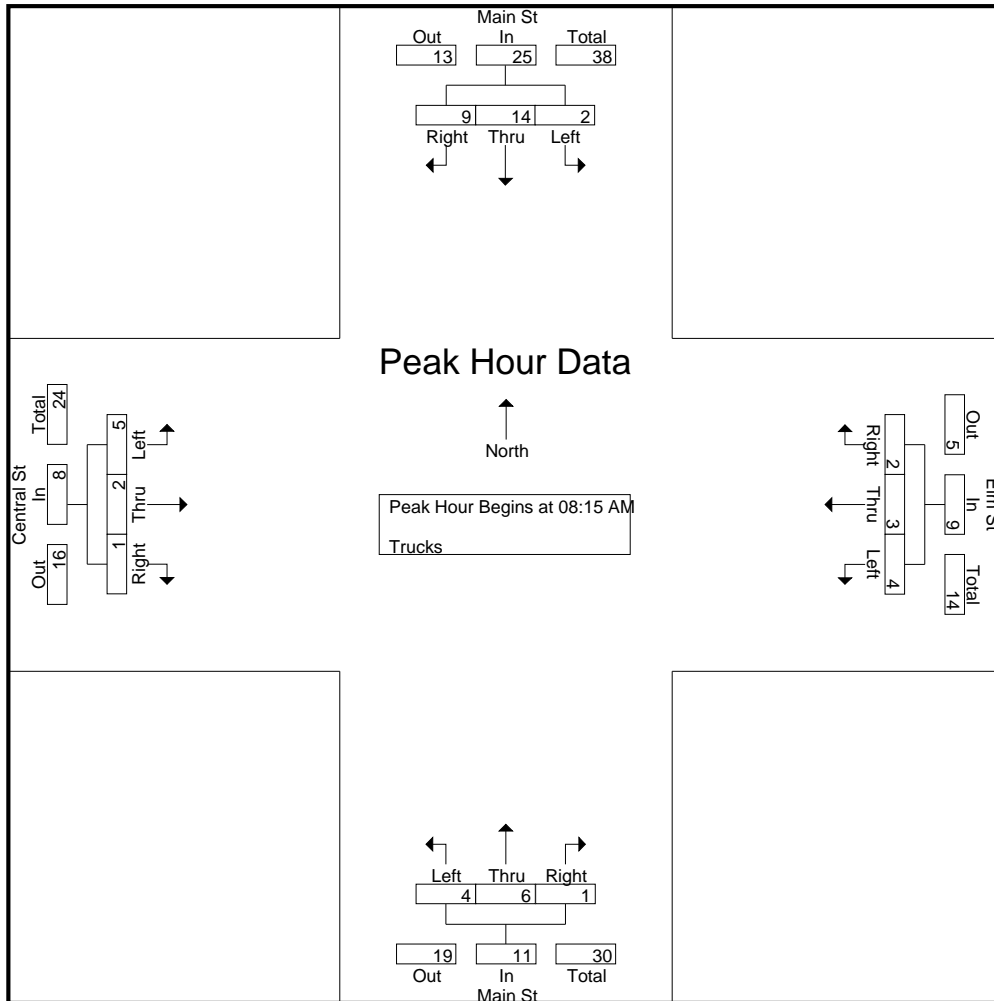 Main St
Out In Total
13 25 38
9 14 2
Right Thru Left
Peak Hour Data
North
Peak Hour Begins at 08:15 AM
Trucks
Central St
Out In Total
16 8 24
5 2 1
Left Thru Right
Elm St
Out In Total
5 9 14
2 3 4
Right Thru Left
Left Thru Right
4 6 1
19 11 30
Out In Total
Main St